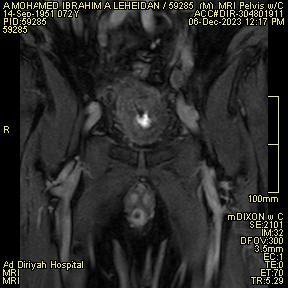 A MOHAMED IBRAHIM A LEHEIDAN / 59285 (M) MRI Pelvis w/C
14-Sep-1951 072Y
ACC#DIR-304801911
PID:59285
06-Dec-2023 12:17 PM
59285
R
100mm
mDIXON w C
SE:2101
IM:32
DFOV:300
3.5mm
Ad Diriyah Hospital
EC:1
MRI
TE:0
MRI
ET:70
TR:5.29